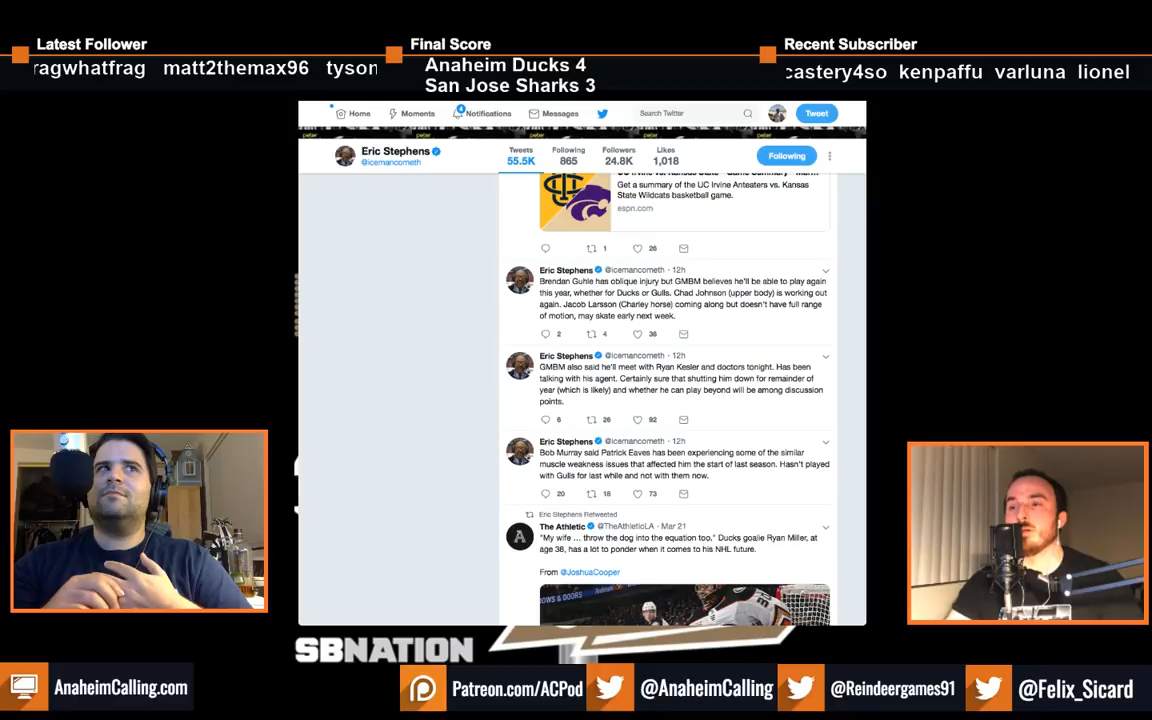 Latest Follower
ragwhatfrag matt2themax96 tyson
Final Score
Anaheim Ducks 4
San Jose Sharks 3
Recent Subscriber
castery4so kenpaffu varluna lionel
Home Moments Notifications Messages Search Twitter Tweet
Eric Stephens
@icemancometh
Tweets 55.5K
Following 865
Followers 24.8K
Likes 1,018
Following
Get a summary of the UC Irvine Anteaters vs. Kansas
State Wildcats basketball game.
espn.com
1 26
Eric Stephens @icemancometh · 12h
Brendan Guhle has oblique injury but GMBM believes he'll be able to play again
this year, whether for Ducks or Gulls. Chad Johnson (upper body) is working out
again. Jacob Larsson (Charley horse) coming along but doesn't have full range
of motion, may skate early next week.
2 4 36
Eric Stephens @icemancometh · 12h
GMBM also said he'll meet with Ryan Kesler and doctors tonight. Has been
talking with his agent. Certainly sure that shutting him down for remainder of
year (which is likely) and whether he can play beyond will be among discussion
points.
6 26 92
Eric Stephens @icemancometh · 12h
Bob Murray said Patrick Eaves has been experiencing some of the similar
muscle weakness issues that affected him the start of last season. Hasn't played
with Gulls for last while and not with them now.
20 18 73
Eric Stephens Retweeted
The Athletic @TheAthleticLA · Mar 21
"My wife ... throw the dog into the equation too." Ducks goalie Ryan Miller, at
age 38, has a lot to ponder when it comes to his NHL future.
From @JoshuaCooper
SBNATION
AnaheimCalling.com
Patreon.com/ACPod
@AnaheimCalling
@Reindeergames91
@Felix_Sicard